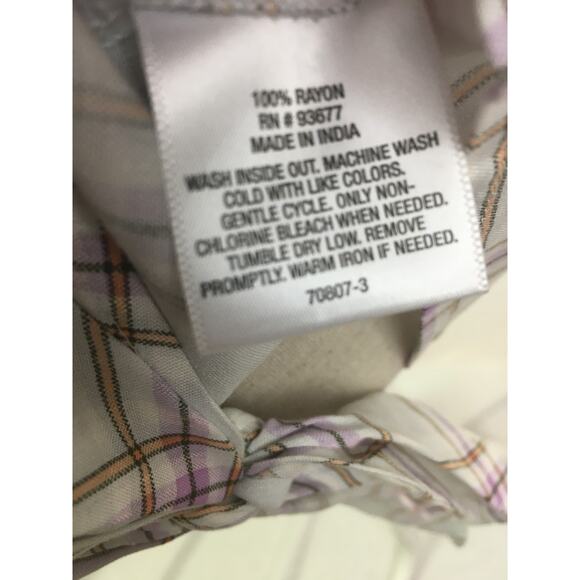 100% RAYON
RN # 93677
MADE IN INDIA
WASH INSIDE OUT. MACHINE WASH
COLD WITH LIKE COLORS.
GENTLE CYCLE. ONLY NON-
CHLORINE BLEACH WHEN NEEDED.
TUMBLE DRY LOW. REMOVE
PROMPTLY. WARM IRON IF NEEDED.
70807-3